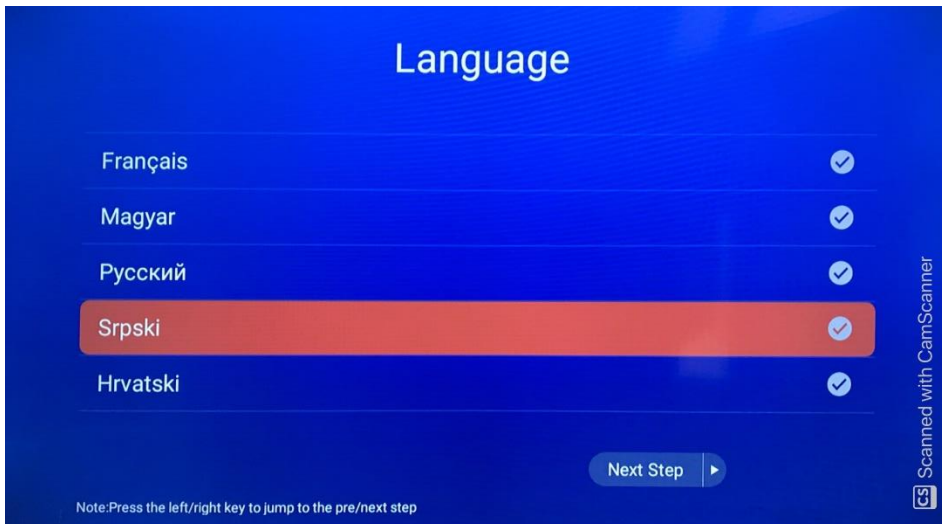 Language
Français
Magyar
Русский
Srpski
Hrvatski
Next Step
Note:Press the left/right key to jump to the pre/next step
CS Scanned with CamScanner